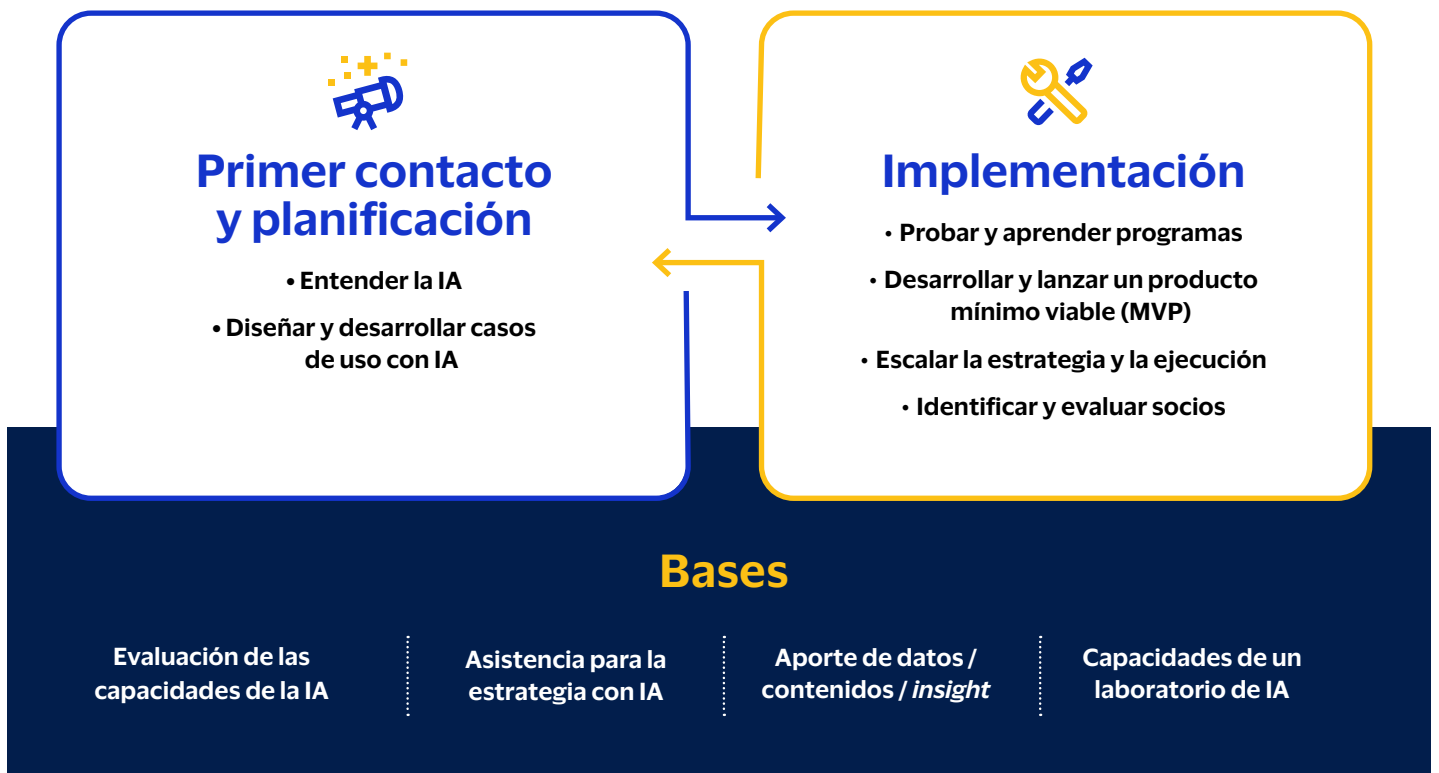 Primer contacto
y planificación
• Entender la IA
• Diseñar y desarrollar casos
de uso con IA
Implementación
• Probar y aprender programas
• Desarrollar y lanzar un producto
mínimo viable (MVP)
• Escalar la estrategia y la ejecución
• Identificar y evaluar socios
Bases
Evaluación de las
capacidades de la IA
Asistencia para la
estrategia con IA
Aporte de datos /
contenidos / insight
Capacidades de un
laboratorio de IA